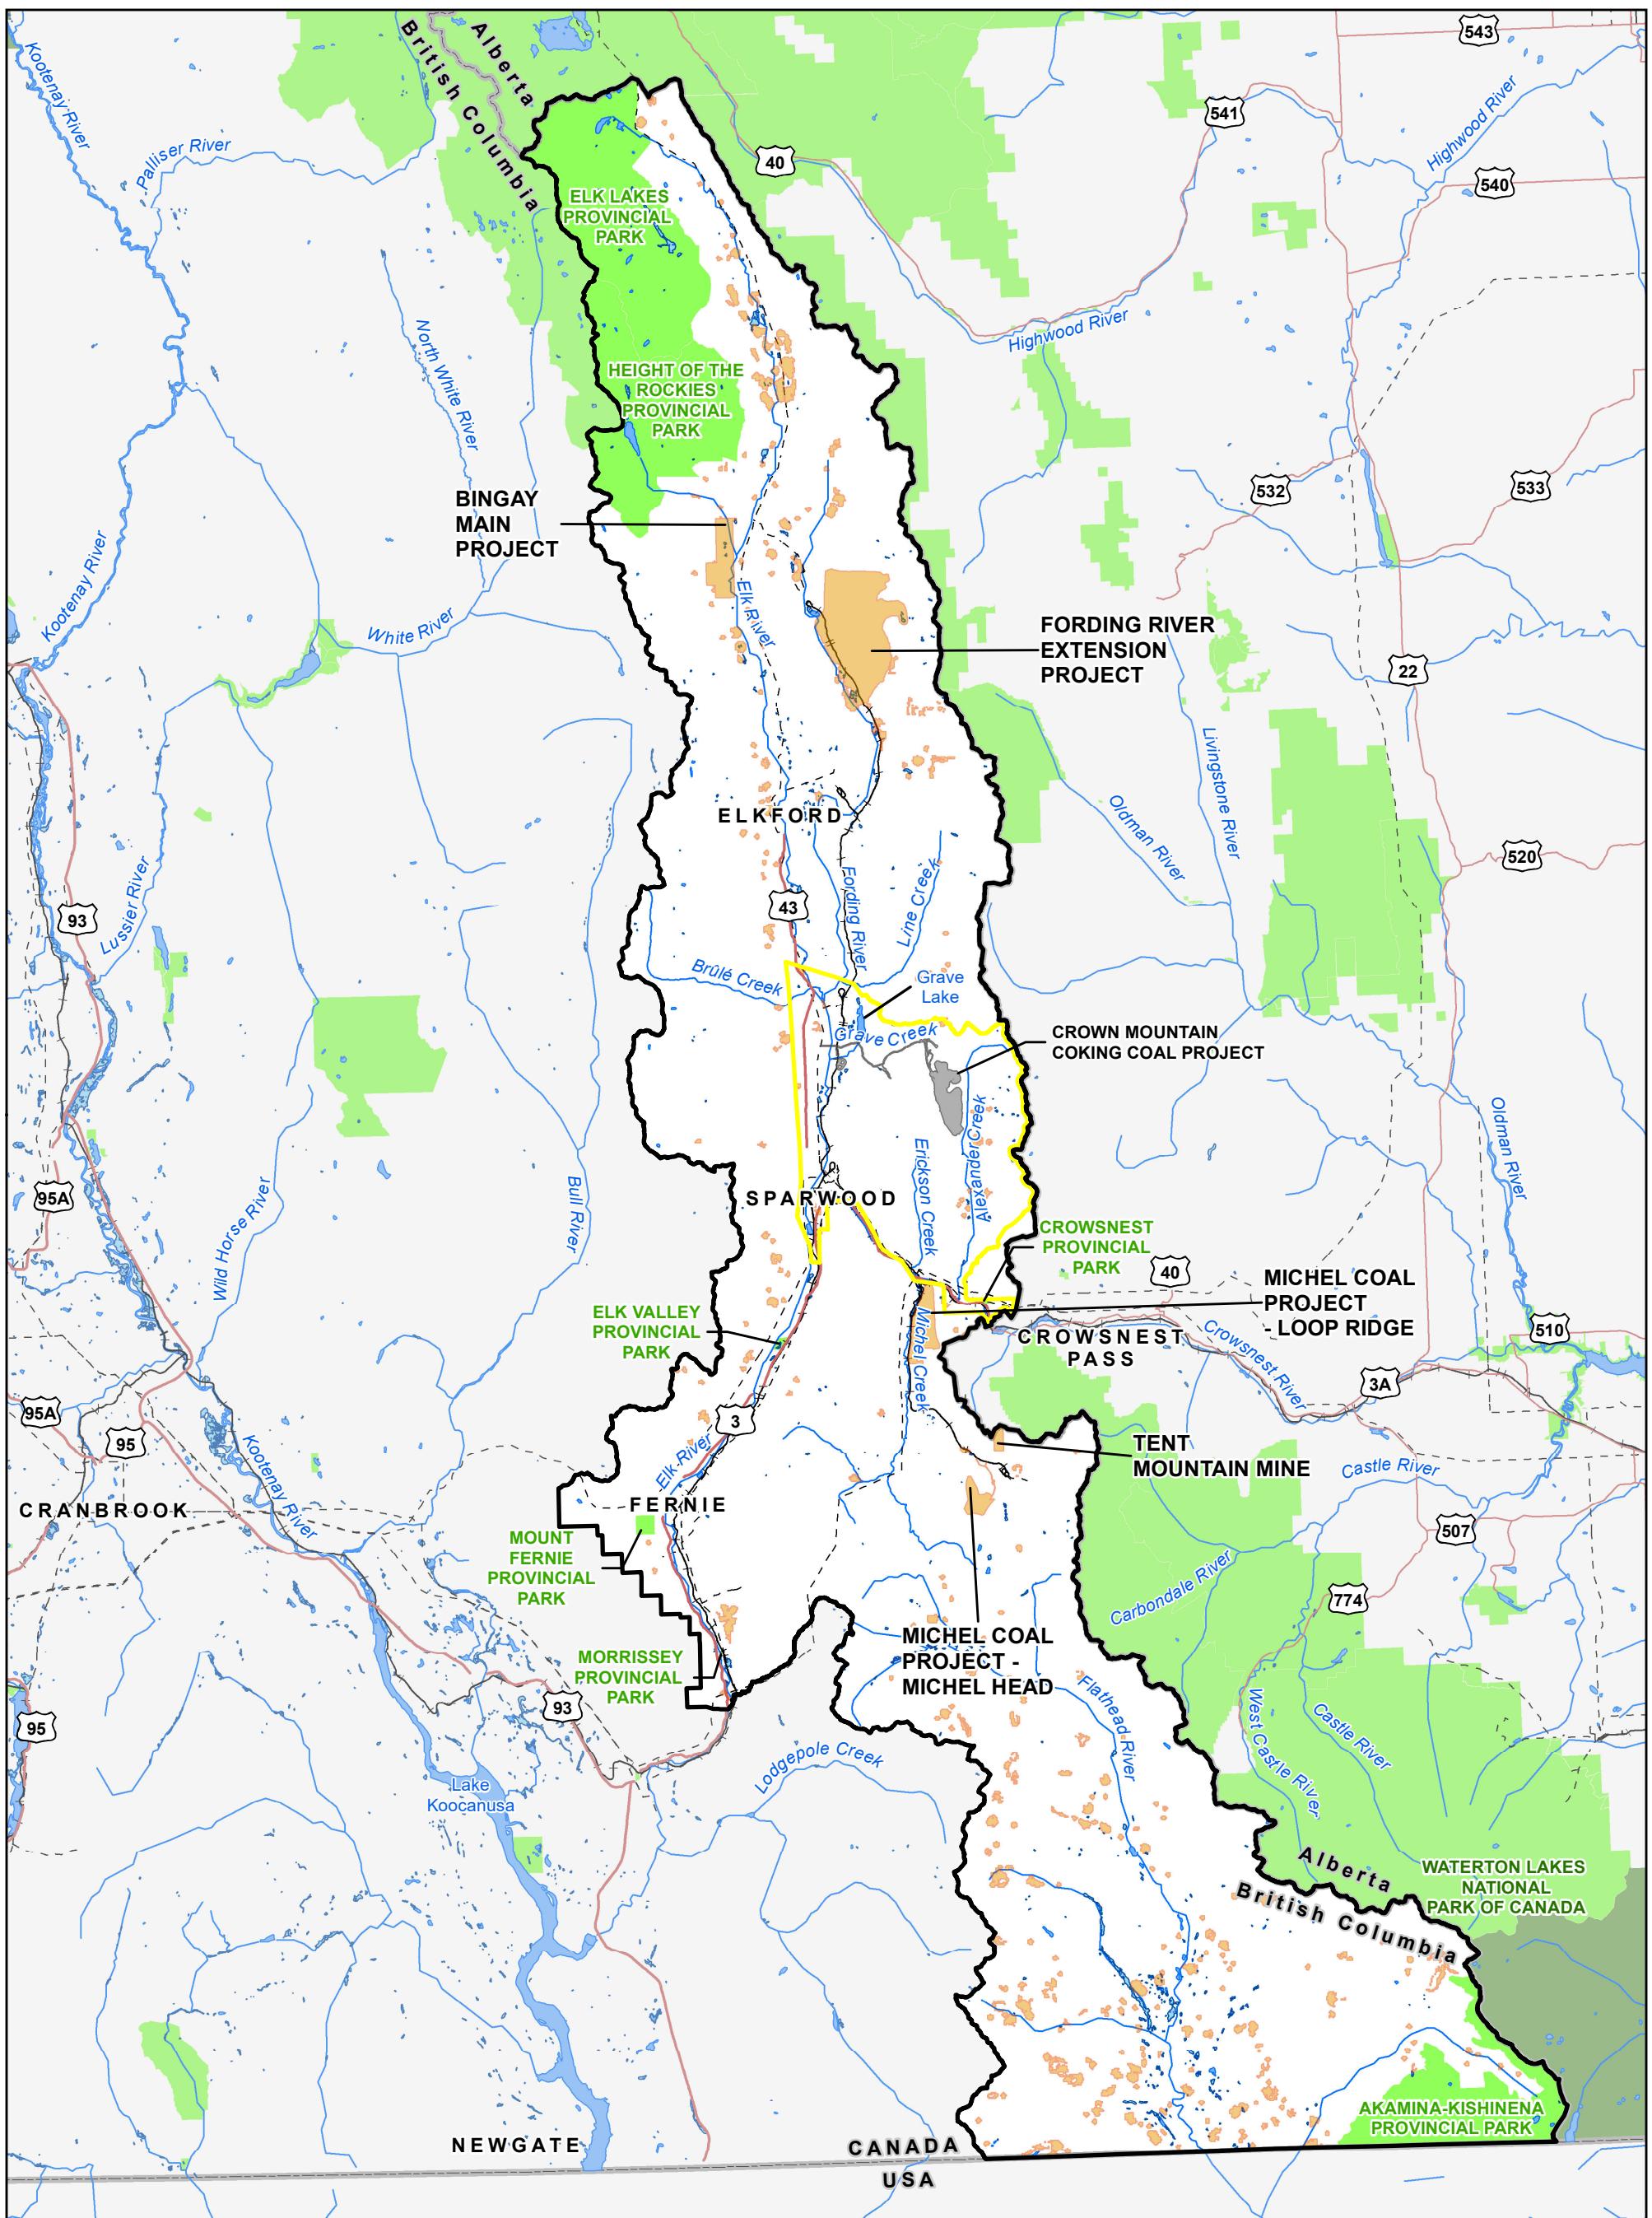 Kootenay River
Alberta
British Columbia
543
Highwood River
541
Palliser River
40
540
ELK LAKES
PROVINCIAL
PARK
Highwood River
North White River
HEIGHT OF THE
ROCKIES
PROVINCIAL
PARK
532
533
BINGAY
MAIN
PROJECT
Kootenay River
Elk River
White River
FORDING RIVER
EXTENSION
PROJECT
22
Livingstone River
Oldman River
ELKFORD
520
93
Lussier River
43
Fording River
Line Creek
Brûlé Creek
Grave
Lake
Grave Creek
CROWN MOUNTAIN
COKING COAL PROJECT
Oldman River
Erickson Creek
Alexander Creek
95A
Wild Horse River
Bull River
SPARWOOD
CROWSNEST
PROVINCIAL
PARK
40
MICHEL COAL
PROJECT
- LOOP RIDGE
ELK VALLEY
PROVINCIAL
PARK
Michel Creek
CROWSNEST
PASS
Crowsnest River
510
3A
95A
95
3
Kootenay River
Elk River
TENT
MOUNTAIN MINE
Castle River
CRANBROOK
FERNIE
507
MOUNT
FERNIE
PROVINCIAL
PARK
Carbondale River
774
MICHEL COAL
PROJECT -
MICHEL HEAD
MORRISSEY
PROVINCIAL
PARK
93
95
Flathead River
West Castle River
Castle River
Lodgepole Creek
Lake
Koocanusa
Alberta
British Columbia
WATERTON LAKES
NATIONAL
PARK OF CANADA
AKAMINA-KISHINENA
PROVINCIAL PARK
NEWGATE
CANADA
USA